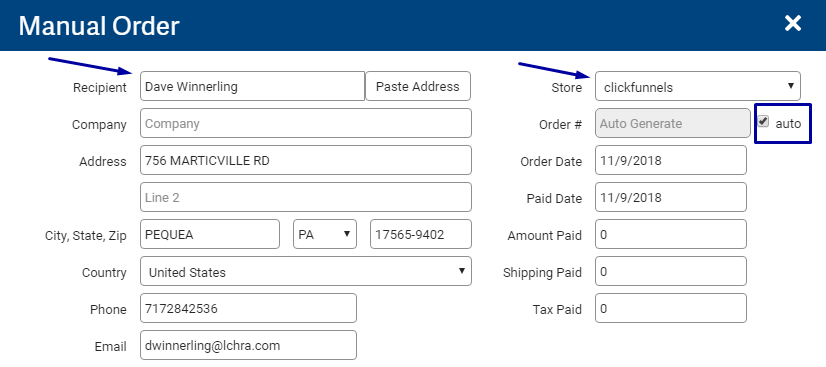 Manual Order ×
Recipient Dave Winnerling Paste Address Store clickfunnels
Company Company Order # Auto Generate auto
Address 756 MARTICVILLE RD Order Date 11/9/2018
Line 2 Paid Date 11/9/2018
City, State, Zip PEQUEA PA 17565-9402 Amount Paid 0
Country United States Shipping Paid 0
Phone 7172842536 Tax Paid 0
Email dwinnerling@lchra.com